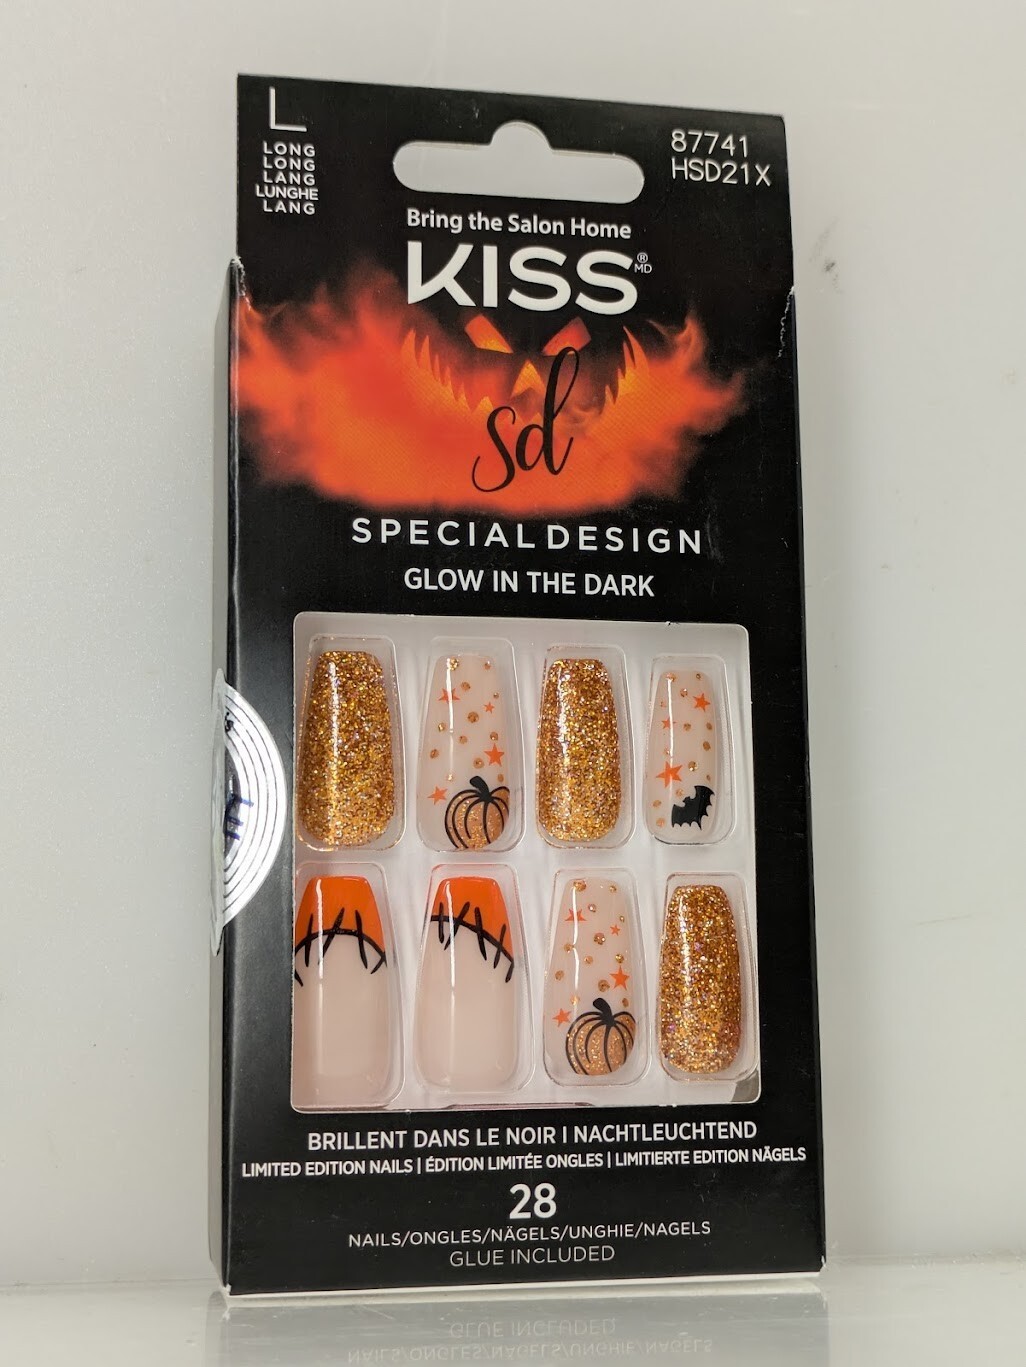 L
LONG
LONG
LANG
LUNGHE
LANG
87741
HSD21X
Bring the Salon Home
KISS®
MD
sd
SPECIAL DESIGN
GLOW IN THE DARK
BRILLENT DANS LE NOIR I NACHTLEUCHTEND
LIMITED EDITION NAILS | ÉDITION LIMITÉE ONGLES | LIMITIERTE EDITION NÄGELS
28
NAILS/ONGLES/NÄGELS/UNGHIE/NAGELS
GLUE INCLUDED